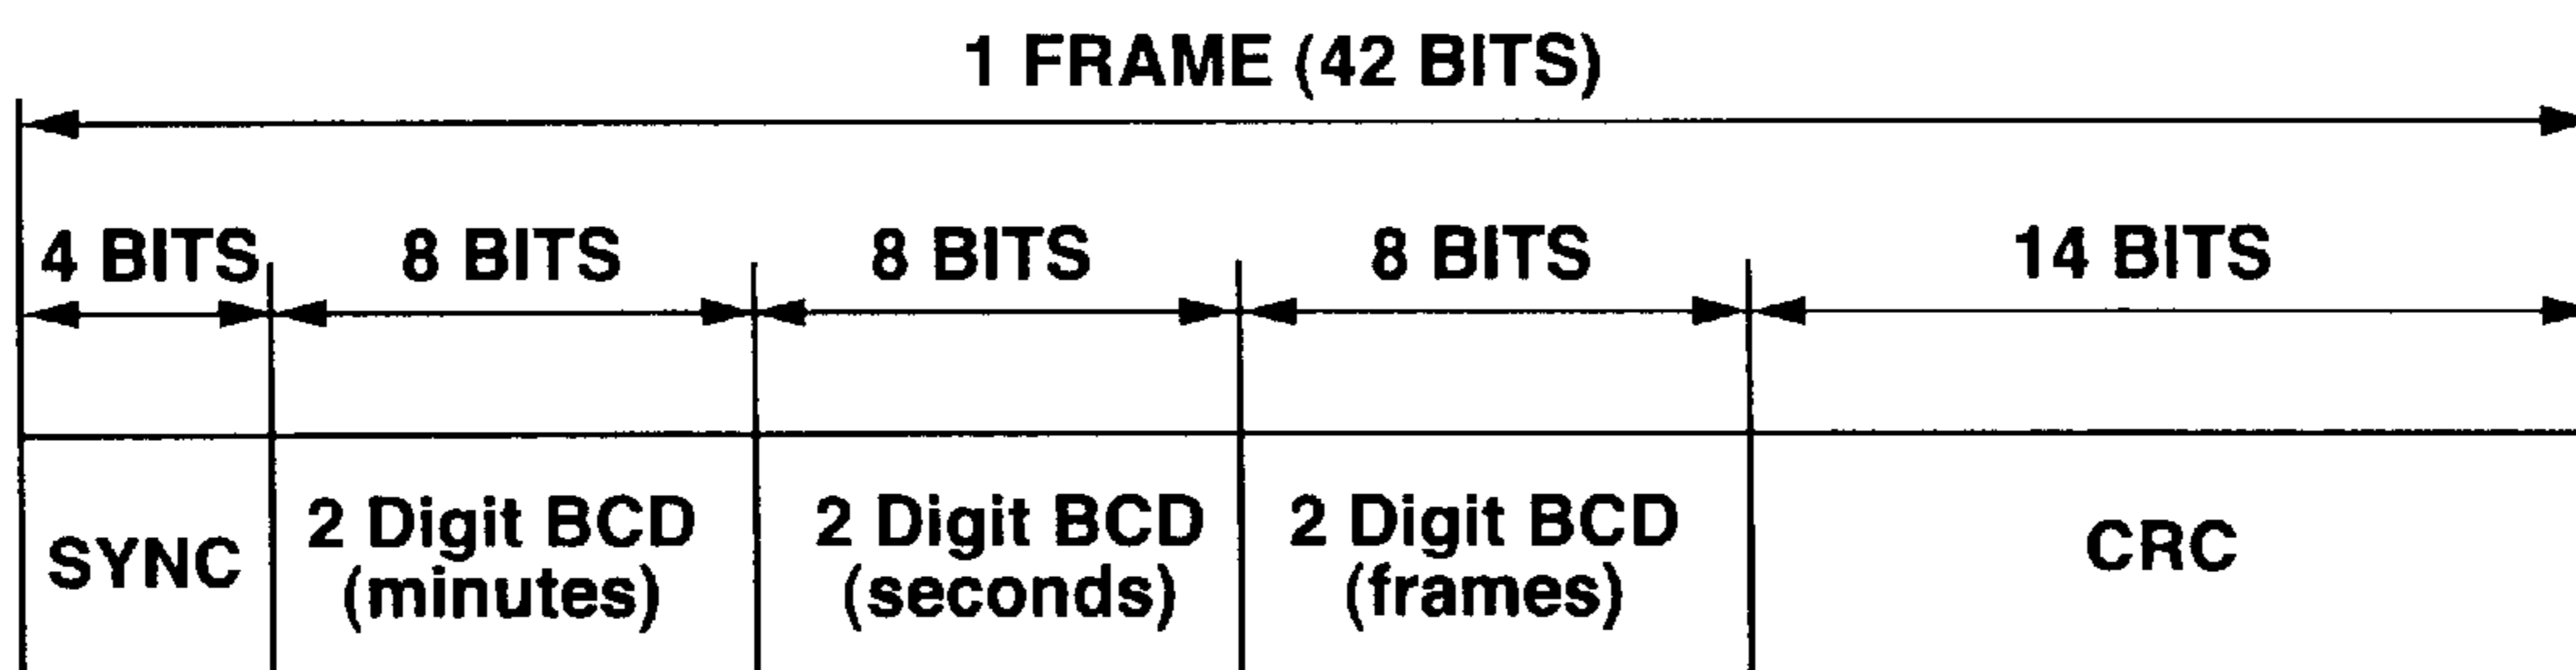 1 FRAME (42 BITS)
4 BITS
8 BITS
8 BITS
8 BITS
14 BITS
SYNC
2 Digit BCD
(minutes)
2 Digit BCD
(seconds)
2 Digit BCD
(frames)
CRC